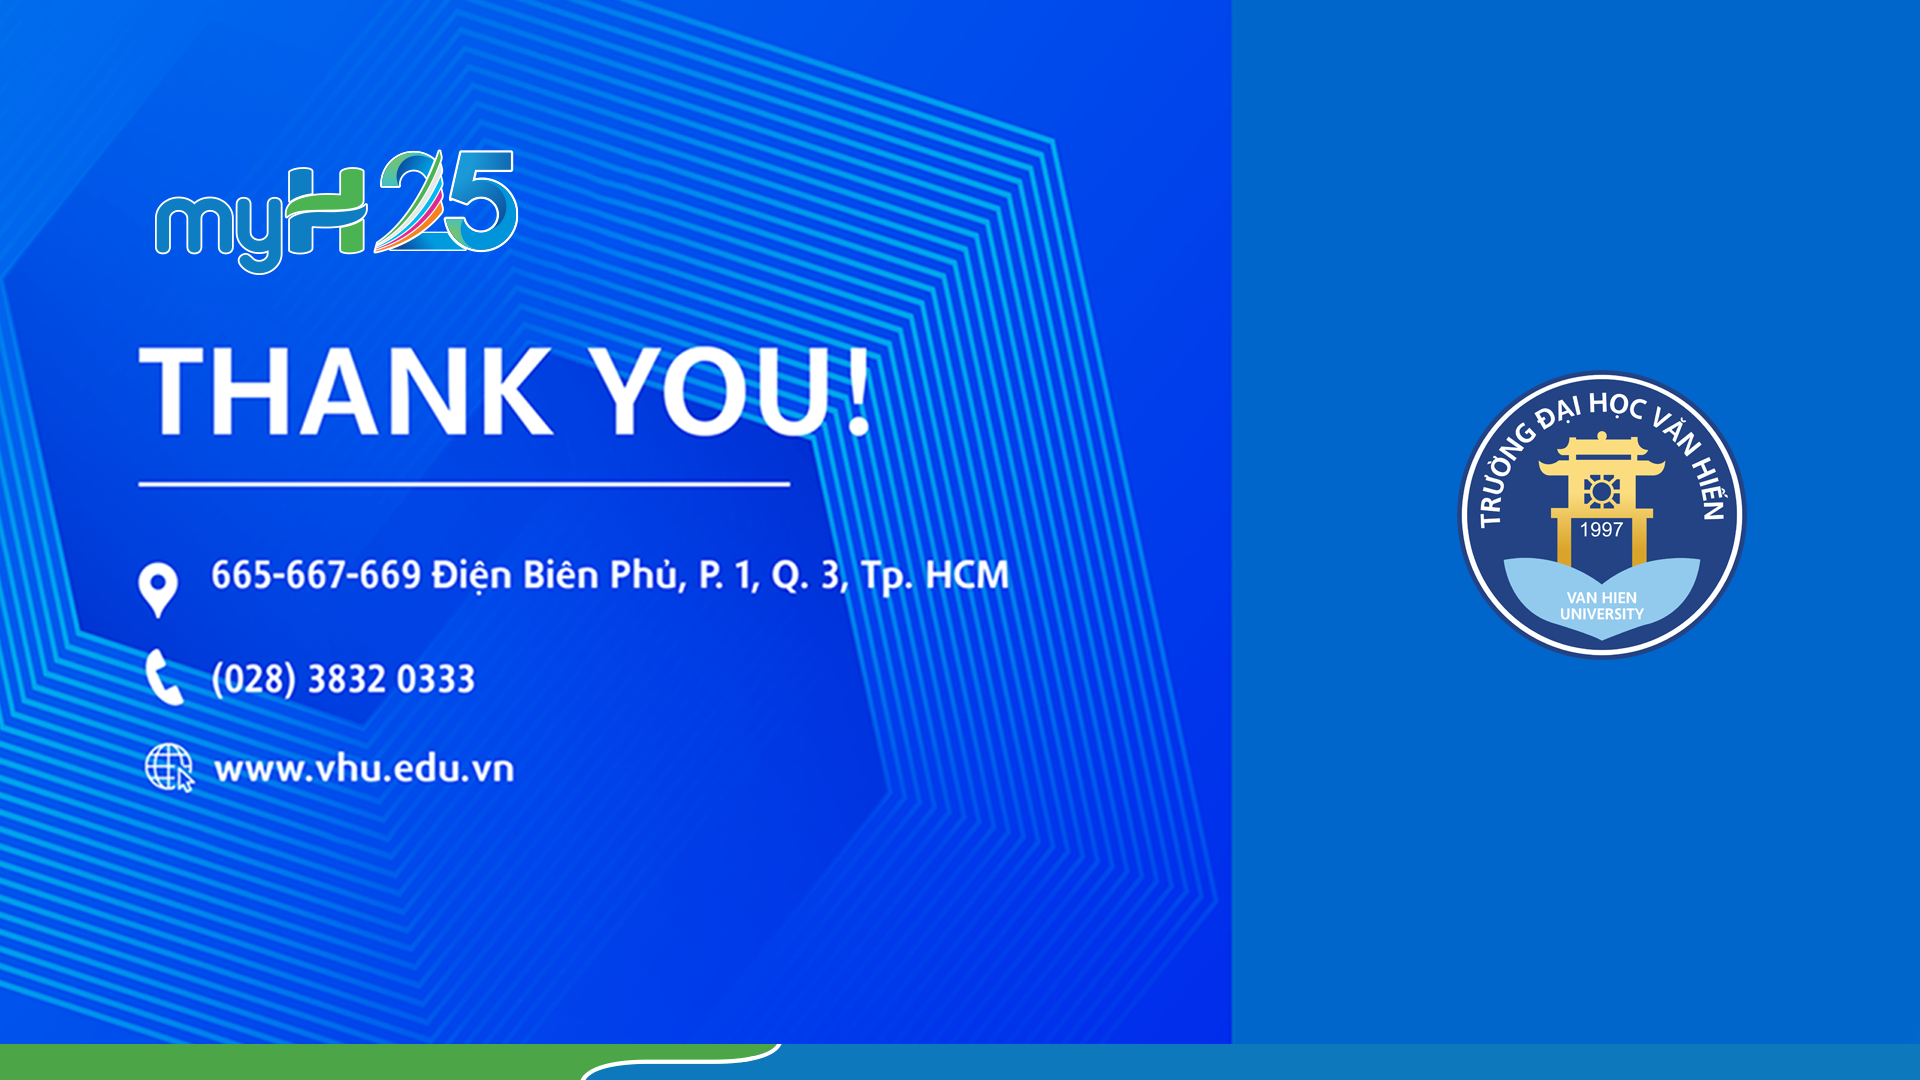 myH25
THANK YOU!
665-667-669 Điện Biên Phủ, P. 1, Q. 3, Tp. HCM
(028) 3832 0333
www.vhu.edu.vn
TRƯỜNG ĐẠI HỌC VĂN HIẾN
1997
VAN HIEN
UNIVERSITY